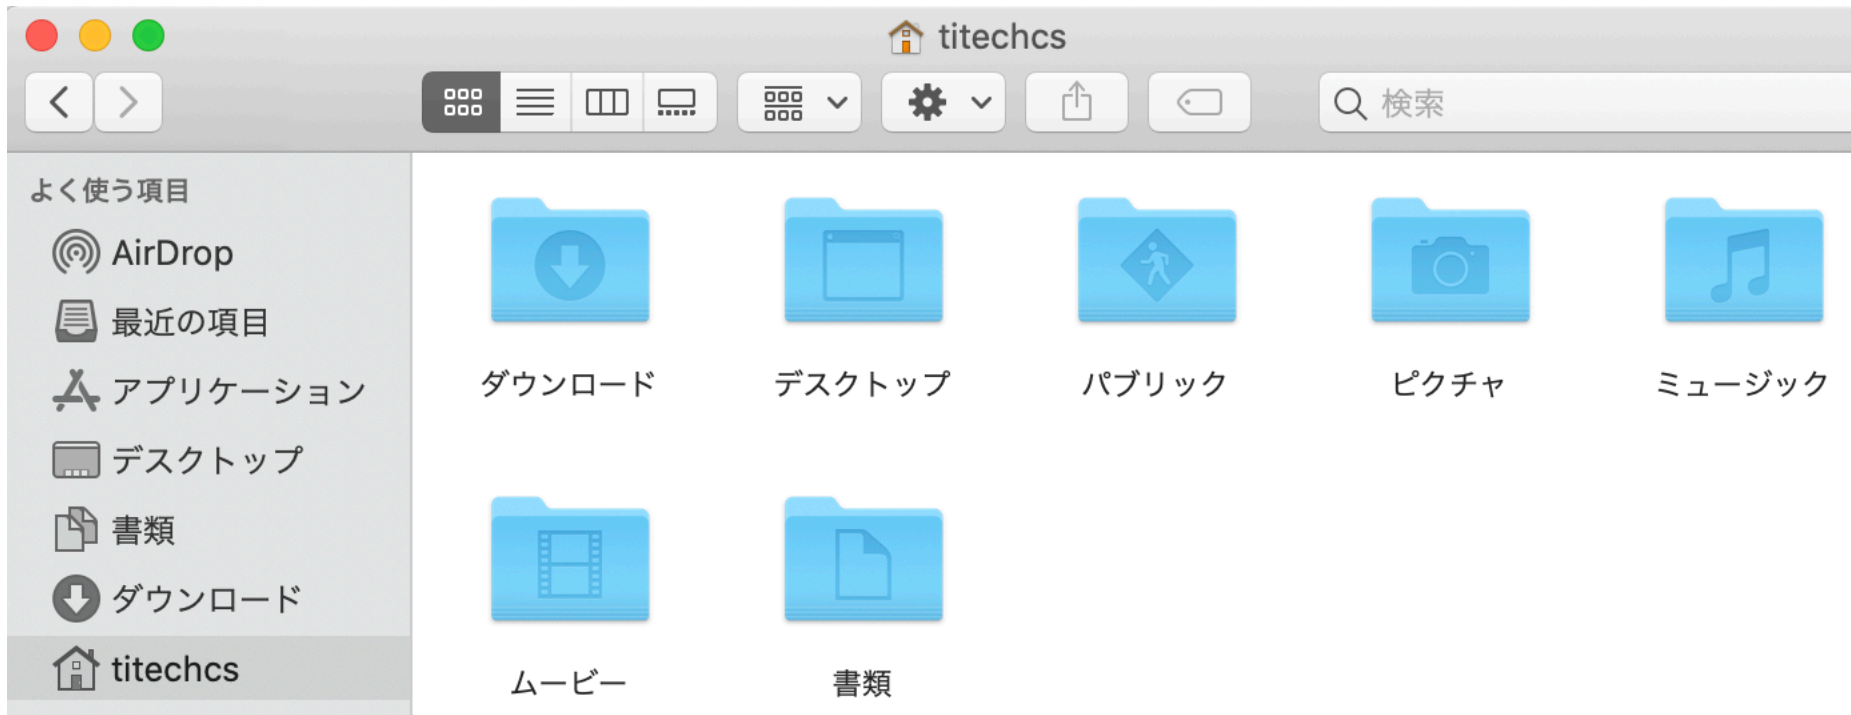 titechcs
検索
よく使う項目
AirDrop
最近の項目
アプリケーション
デスクトップ
書類
ダウンロード
titechcs
ダウンロード
デスクトップ
パブリック
ピクチャ
ミュージック
ムービー
書類